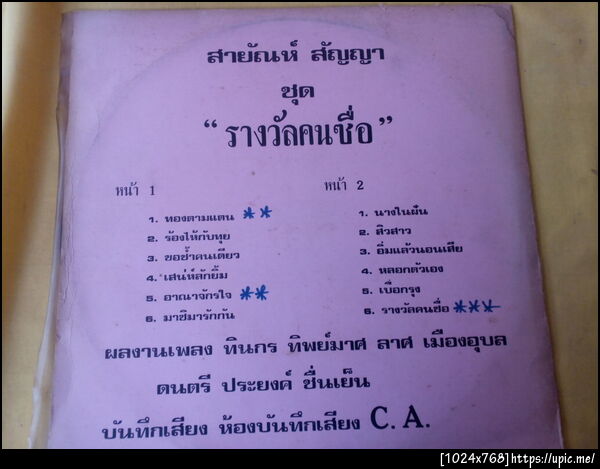 สายัณห์ สัญญา
ชุด
“รางวัลคนซื่อ”
หน้า 1
1. ทองตามแดน **
2. ร้องไห้กับทุย
3. ขอช้ำคนเดียว
4. เสน่ห์ลักยิ้ม
5. อาณาจักรใจ **
6. มาซิมารักกัน
หน้า 2
1. นางในฝัน
2. สิวสาว
3. อิ่มแล้วนอนเสีย
4. หลอกตัวเอง
5. เบื่อกรุง
6. รางวัลคนซื่อ ***
ผลงานเพลง ทินกร ทิพย์มาศ ลาศ เมืองอุบล
ดนตรี ประยงค์ ชื่นเย็น
บันทึกเสียง ห้องบันทึกเสียง C. A.
[1024x768]https://upic.me/